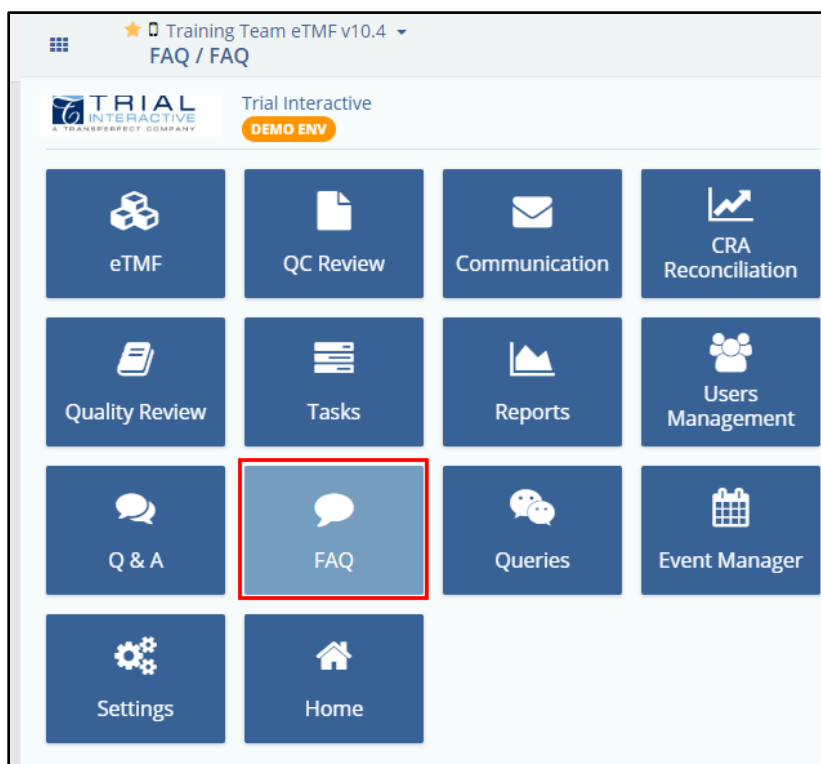 Training Team eTMF v10.4
FAQ / FAQ
TRIAL
INTERACTIVE
A TRANSPERFECT COMPANY
Trial Interactive
DEMO ENV
eTMF
QC Review
Communication
CRA
Reconciliation
Quality Review
Tasks
Reports
Users
Management
Q & A
FAQ
Queries
Event Manager
Settings
Home